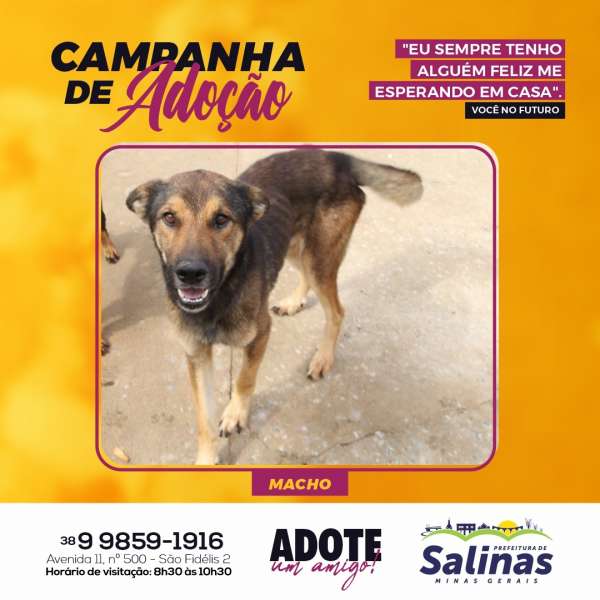 CAMPANHA
DE Adoção
"EU SEMPRE TENHO
ALGUÉM FELIZ ME
ESPERANDO EM CASA".
VOCÊ NO FUTURO
MACHO
38 9 9859-1916
Avenida 11, nº 500 - São Fidélis 2
Horário de visitação: 8h30 às 10h30
ADOTE
um amigo!
PREFEITURA DE
Salinas
MINAS GERAIS